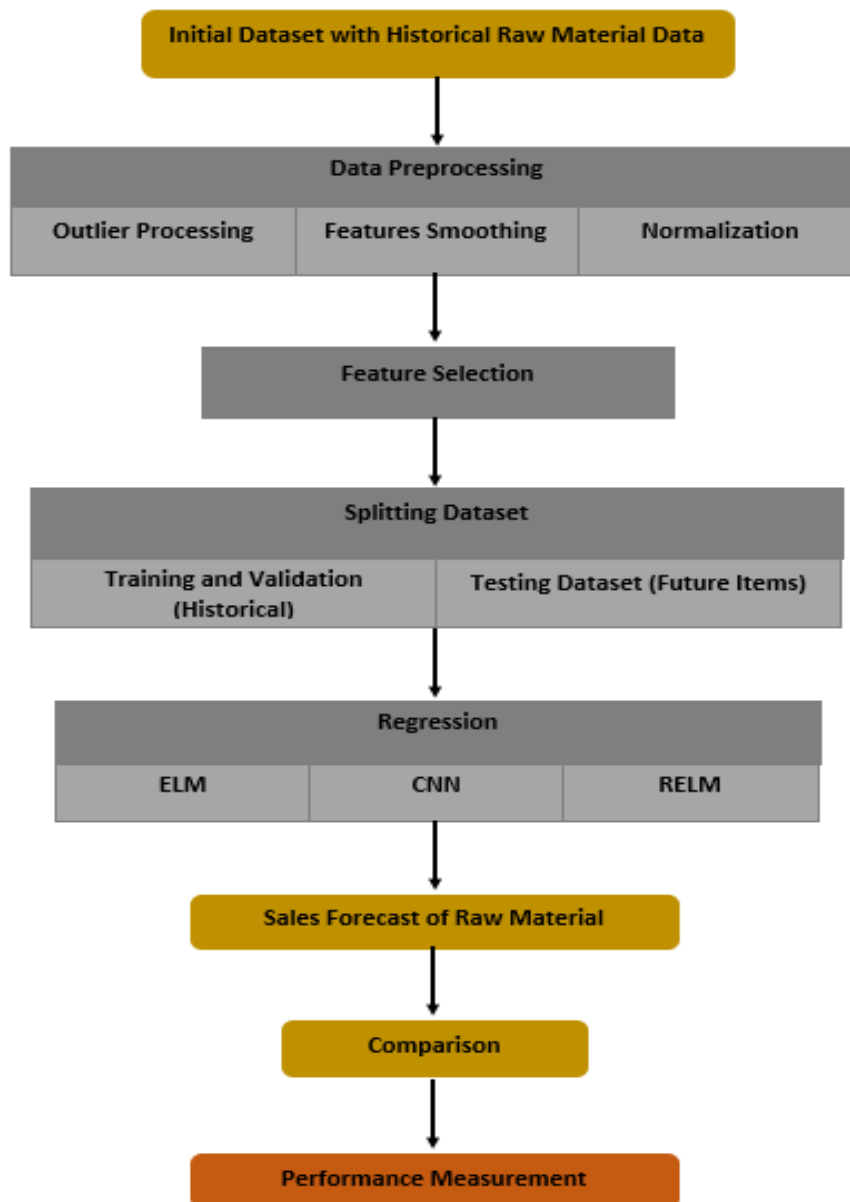 Initial Dataset with Historical Raw Material Data
Data Preprocessing
Outlier Processing
Features Smoothing
Normalization
Feature Selection
Splitting Dataset
Training and Validation
(Historical)
Testing Dataset (Future Items)
Regression
ELM
CNN
RELM
Sales Forecast of Raw Material
Comparison
Performance Measurement